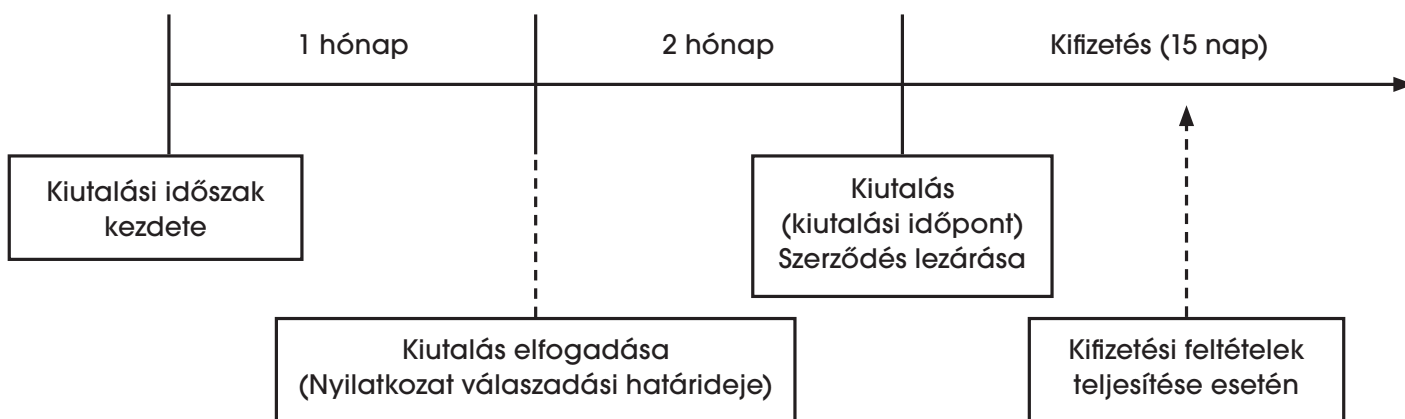 1 hónap
2 hónap
Kifizetés (15 nap)
Kiutalási időszak
kezdete
Kiutalás
(kiutalási időpont)
Szerződés lezárása
Kiutalás elfogadása
(Nyilatkozat válaszadási határideje)
Kifizetési feltételek
teljesítése esetén